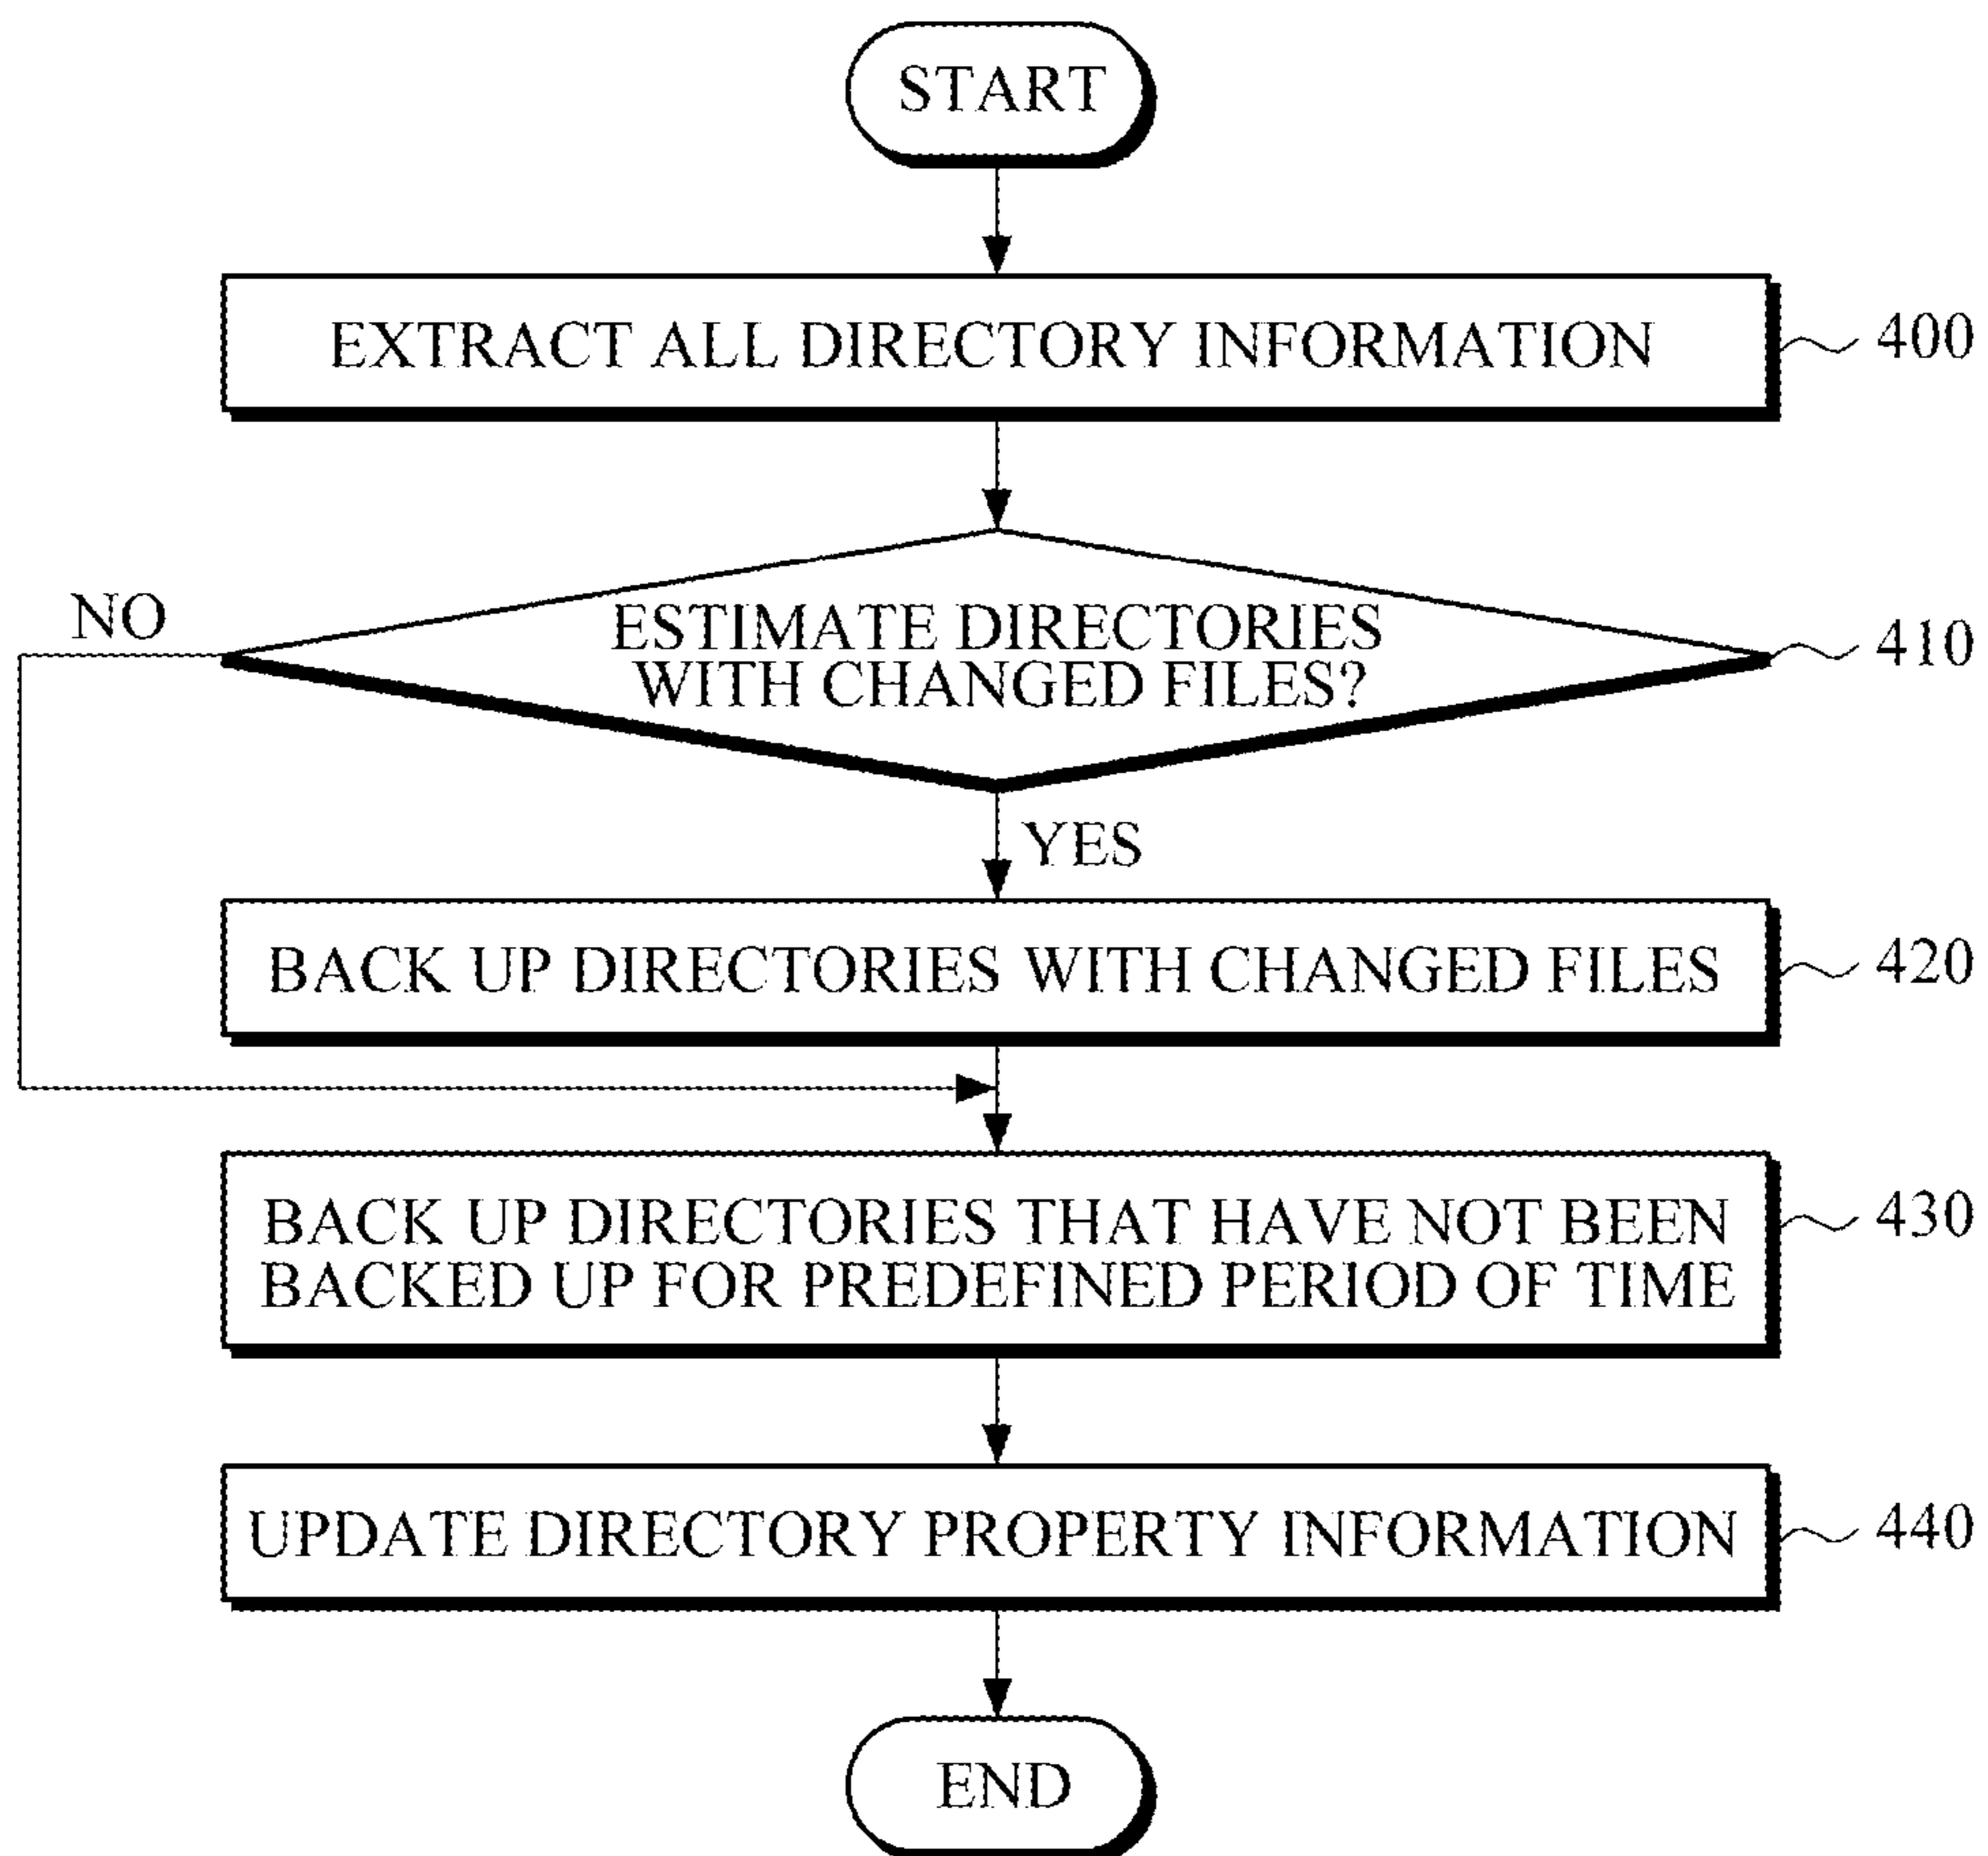 START
EXTRACT ALL DIRECTORY INFORMATION
400
NO
ESTIMATE DIRECTORIES
WITH CHANGED FILES?
410
YES
BACK UP DIRECTORIES WITH CHANGED FILES
420
BACK UP DIRECTORIES THAT HAVE NOT BEEN
BACKED UP FOR PREDEFINED PERIOD OF TIME
430
UPDATE DIRECTORY PROPERTY INFORMATION
440
END